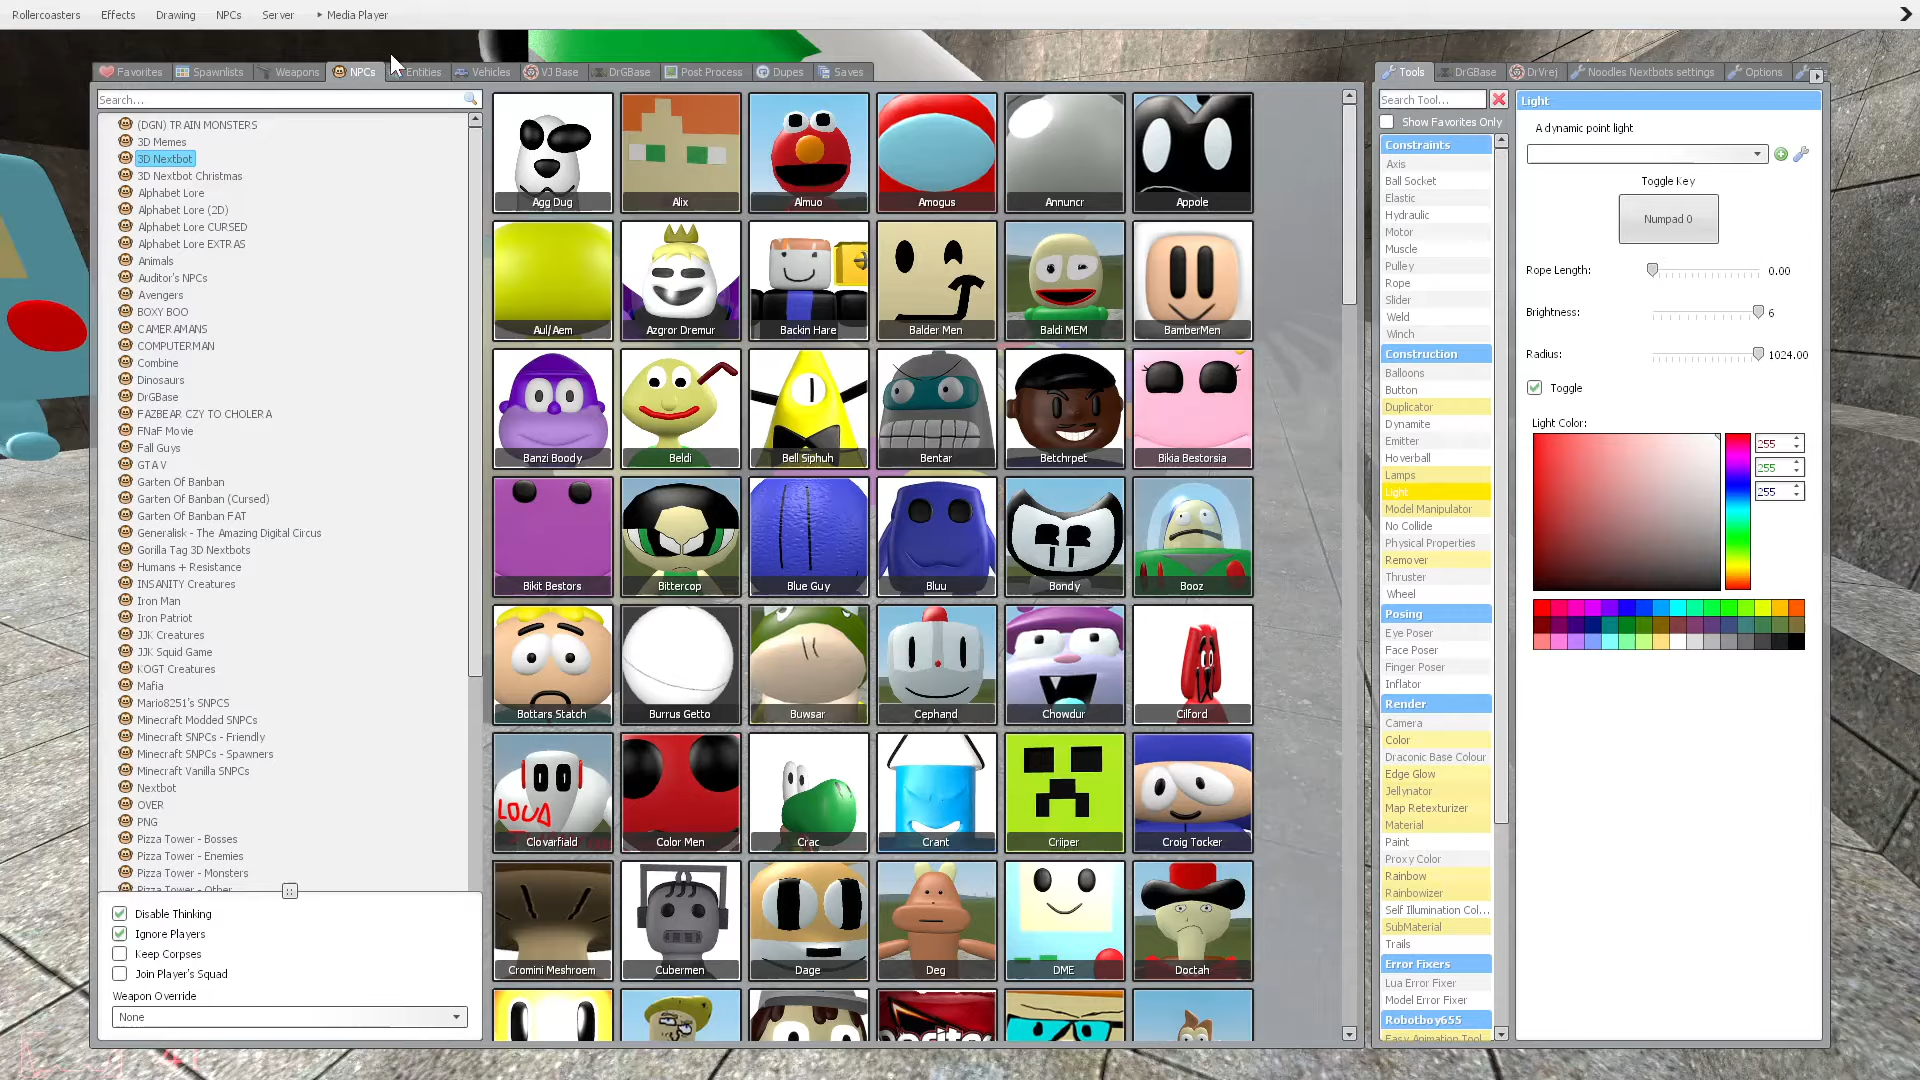 Rollercoasters Effects Drawing NPCs Server Media Player
Favorites Spawnlists Weapons NPCs Entities Vehicles VJ Base DrGBase Post Process Dupes Saves
Search...
(DGN) TRAIN MONSTERS
3D Memes
3D Nextbot
3D Nextbot Christmas
Alphabet Lore
Alphabet Lore (2D)
Alphabet Lore CURSED
Alphabet Lore EXTRAS
Animals
Auditor's NPCs
Avengers
BOXY BOO
CAMERAMANS
COMPUTERMAN
Combine
Dinosaurs
DrGBase
FAZBEAR CZY TO CHOLERA
FNaF Movie
Fall Guys
GTA V
Garten Of Banban
Garten Of Banban (Cursed)
Garten Of Banban FAT
Generalisk - The Amazing Digital Circus
Gorilla Tag 3D Nextbots
Humans + Resistance
INSANITY Creatures
Iron Man
Iron Patriot
JJK Creatures
JJK Squid Game
KOGT Creatures
Mafia
Mario8251's SNPCS
Minecraft Modded SNPCs
Minecraft SNPCs - Friendly
Minecraft SNPCs - Spawners
Minecraft Vanilla SNPCs
Nextbot
OVER
PNG
Pizza Tower - Bosses
Pizza Tower - Enemies
Pizza Tower - Monsters
Pizza Tower - Other
Disable Thinking
Ignore Players
Keep Corpses
Join Player's Squad
Weapon Override
None
Agg Dug Alix Almuo Amogus Annuncr Appole
Aul/Aem Azgror Dremur Backin Hare Balder Men Baldi MEM BamberMen
Banzi Boody Beldi Bell Siphuh Bentar Betchrpet Bikia Bestorsia
Bikit Bestors Bittercop Blue Guy Bluu Bondy Booz
Bottars Statch Burrus Getto Buwsar Cephand Chowdur Cilford
LOUD
Clovarfiald Color Men Crac Crant Criiper Croig Tocker
Cromini Meshroem Cubermen Dage Deg DME Doctah
Tools DrGBase DrVrej Noodles Nextbots settings Options
Search Tool...
Show Favorites Only
Constraints
Axis
Ball Socket
Elastic
Hydraulic
Motor
Muscle
Pulley
Rope
Slider
Weld
Winch
Construction
Balloons
Button
Duplicator
Dynamite
Emitter
Hoverball
Lamps
Light
Model Manipulator
No Collide
Physical Properties
Remover
Thruster
Wheel
Posing
Eye Poser
Face Poser
Finger Poser
Inflator
Render
Camera
Color
Draconic Base Colour
Edge Glow
Jellynator
Map Retexturizer
Material
Paint
Proxy Color
Rainbow
Rainbowizer
Self Illumination Col...
SubMaterial
Trails
Error Fixers
Lua Error Fixer
Model Error Fixer
Robotboy655
Easy Animation Tool
Light
A dynamic point light
Toggle Key
Numpad 0
Rope Length: 0.00
Brightness: 6
Radius: 1024.00
Toggle
Light Color:
255
255
255